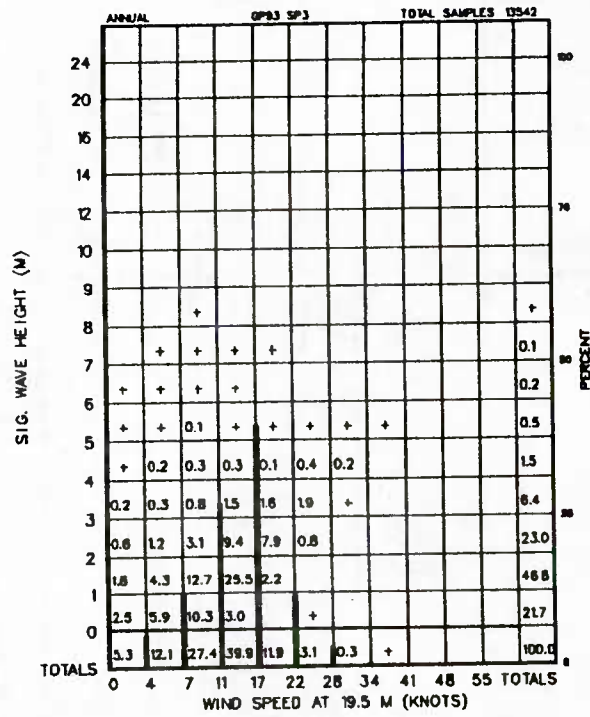 ANNUAL GP93 SP3 TOTAL SAMPLES 13542
24
20
16
14
12
10
9
8 + +
7 + + + + 0.1
6 + + + + 0.2
5 + + 0.1 + + + + + 0.5
4 + 0.2 0.3 0.3 0.1 0.4 0.2 1.5
3 0.2 0.3 0.8 1.5 1.6 1.9 + 6.4
2 0.6 1.2 3.1 9.4 7.9 0.8 23.0
1 1.8 4.3 12.7 25.5 2.2 46.6
0 2.5 5.9 10.3 3.0 + 21.7
TOTALS 5.3 12.1 27.4 39.9 11.9 3.1 0.3 + 100.0
0 4 7 11 17 22 28 34 41 48 55 TOTALS
WIND SPEED AT 19.5 M (KNOTS)
SIG. WAVE HEIGHT (M)
PERCENT